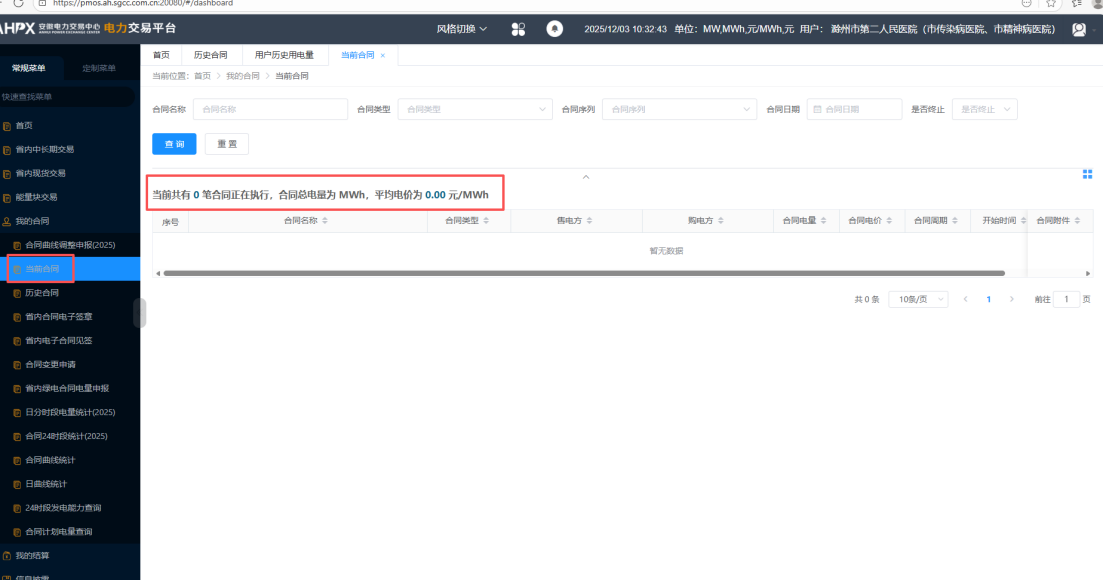 https://pmos.ah.sgcc.com.cn:20080/#/dashboard
AHPX 安徽电力交易中心 电力交易平台
ANHUI POWER EXCHANGE CENTER
风格切换
2025/12/03 10:32:43 单位：MW,MWh,元/MWh,元 用户： 滁州市第二人民医院（市传染病医院、市精神病医院）
常规菜单 定制菜单
快速查找菜单
首页
省内中长期交易
省内现货交易
能量块交易
我的合同
合同曲线调整申报(2025)
当前合同
历史合同
省内合同电子签章
省内电子合同见签
合同变更申请
省内绿电合同电量申报
日分时段电量统计(2025)
合同24时段统计(2025)
合同曲线统计
日曲线统计
24时段发电能力查询
合同计划电量查询
我的结算
信息披露
首页 历史合同 用户历史用电量 当前合同 ×
当前位置： 首页 > 我的合同 > 当前合同
合同名称 合同名称 合同类型 合同类型 合同序列 合同序列 合同日期 合同日期 是否终止 是否终止
查询 重置
当前共有 0 笔合同正在执行，合同总电量为 MWh，平均电价为 0.00 元/MWh
序号 合同名称 合同类型 售电方 购电方 合同电量 合同电价 合同周期 开始时间 合同附件
暂无数据
共 0 条 10条/页 < 1 > 前往 1 页